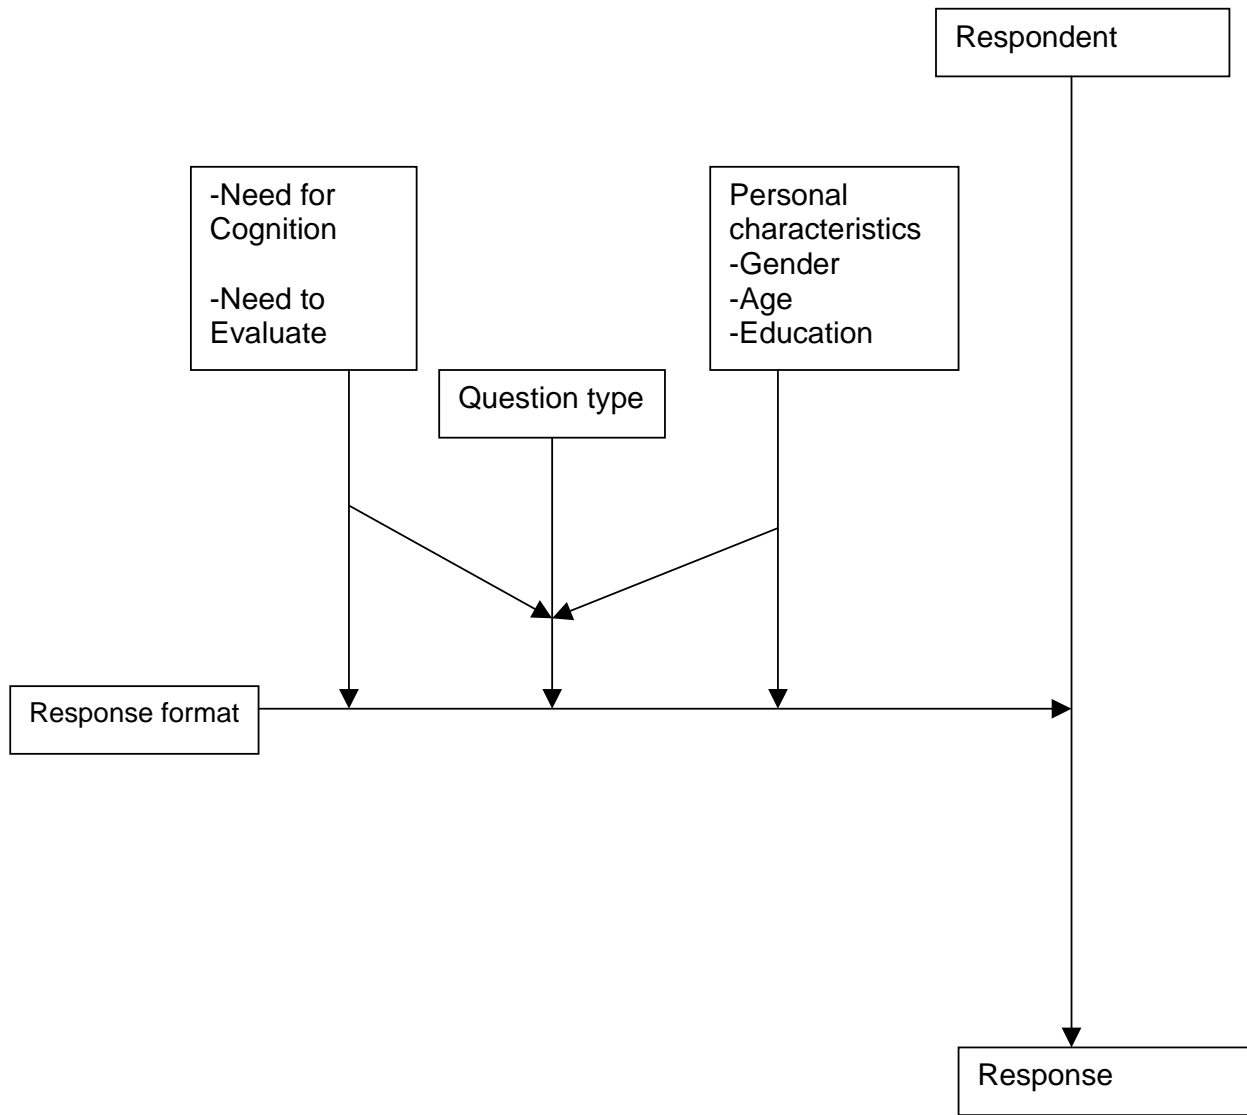 Respondent
-Need for
Cognition
-Need to
Evaluate
Personal
characteristics
-Gender
-Age
-Education
Question type
Response format
Response